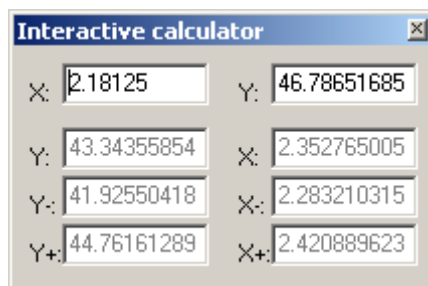 Interactive calculator
X: 2.18125 Y: 46.78651685
Y: 43.34355854 X: 2.352765005
Y-: 41.92550418 X-: 2.283210315
Y+: 44.76161289 X+: 2.420889623